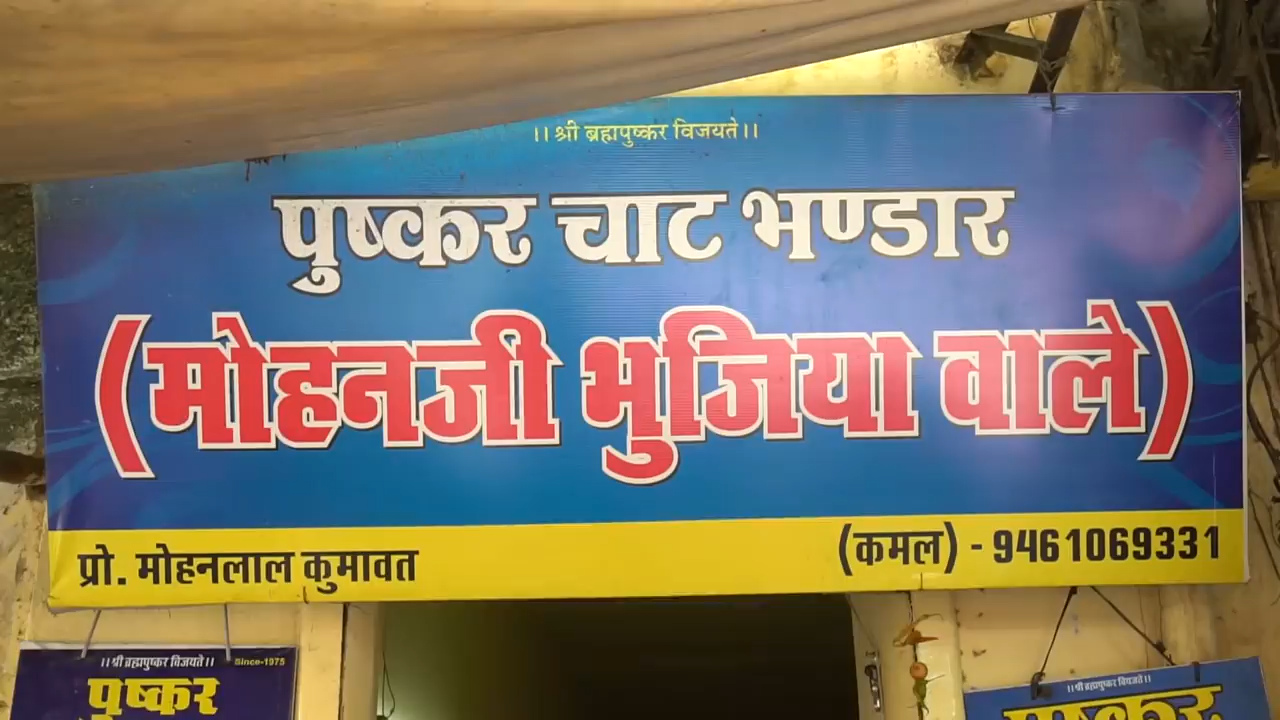 ।। श्री ब्रह्मपुष्कर विजयते ।।
पुष्कर चाट भण्डार
(मोहनजी भुजिया वाले)
प्रो. मोहनलाल कुमावत
(कमल) - 9461069331
।। श्री ब्रह्मपुष्कर विजयते ।।
Since-1975
पुष्कर
।। श्री ब्रह्मपुष्कर विजयते ।।
पुष्कर